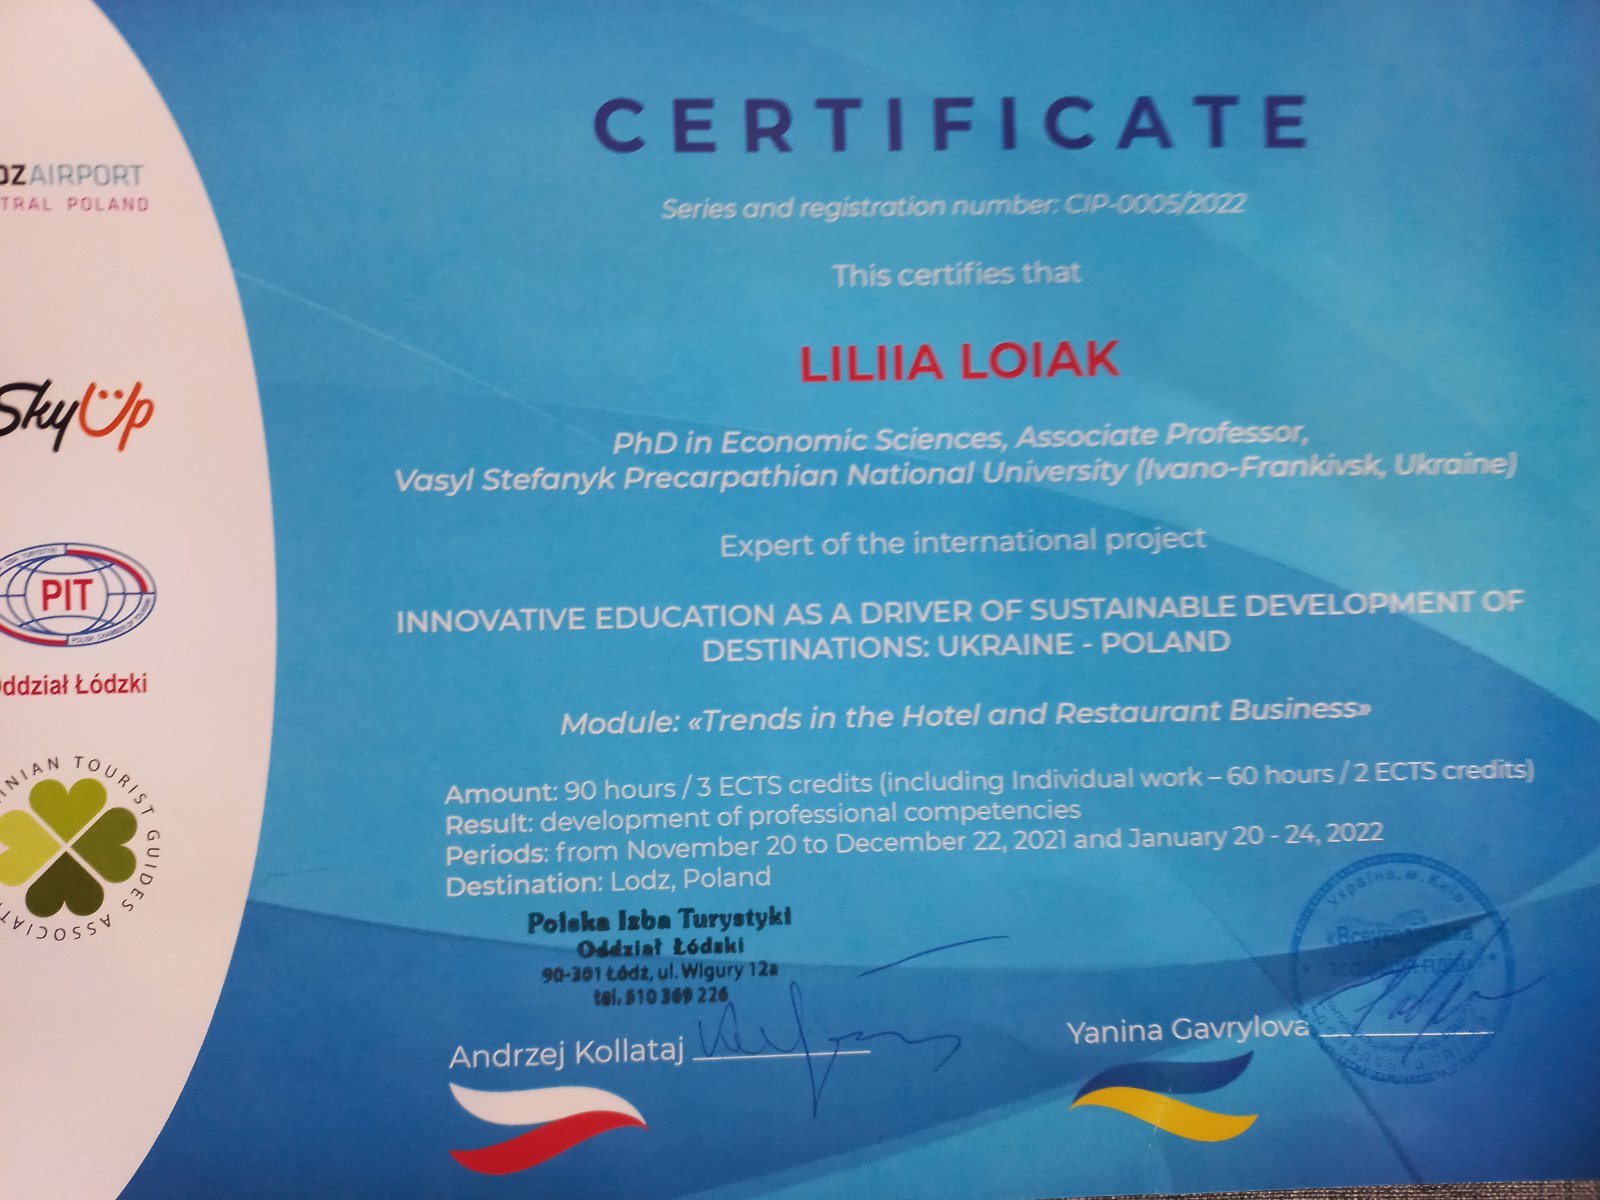 CERTIFICATE
Series and registration number: CIP-0005/2022
This certifies that
LILIIA LOIAK
PhD in Economic Sciences, Associate Professor,
Vasyl Stefanyk Precarpathian National University (Ivano-Frankivsk, Ukraine)
Expert of the international project
INNOVATIVE EDUCATION AS A DRIVER OF SUSTAINABLE DEVELOPMENT OF
DESTINATIONS: UKRAINE - POLAND
Module: «Trends in the Hotel and Restaurant Business»
Amount: 90 hours / 3 ECTS credits (including Individual work – 60 hours / 2 ECTS credits)
Result: development of professional competencies
Periods: from November 20 to December 22, 2021 and January 20 - 24, 2022
Destination: Lodz, Poland
Polska Izba Turystyki
Oddział Łódzki
90-301 Łódź, ul. Wigury 12a
tel. 510 369 226
Andrzej Kollataj
Yanina Gavrylova
Україна, м. Київ
AIRPORT
POLAND
SkyUp
PIT
Łódzki
TOURIST GUIDES